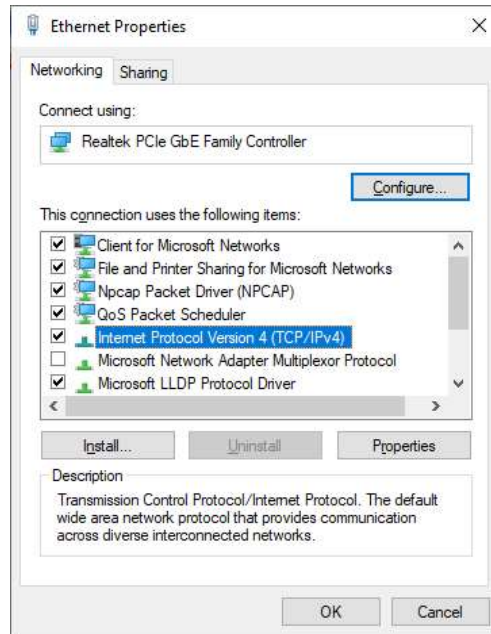 Ethernet Properties
Networking
Sharing
Connect using:
Realtek PCIe GbE Family Controller
Configure...
This connection uses the following items:
Client for Microsoft Networks
File and Printer Sharing for Microsoft Networks
Npcap Packet Driver (NPCAP)
QoS Packet Scheduler
Internet Protocol Version 4 (TCP/IPv4)
Microsoft Network Adapter Multiplexor Protocol
Microsoft LLDP Protocol Driver
Install...
Uninstall
Properties
Description
Transmission Control Protocol/Internet Protocol. The default
wide area network protocol that provides communication
across diverse interconnected networks.
OK
Cancel